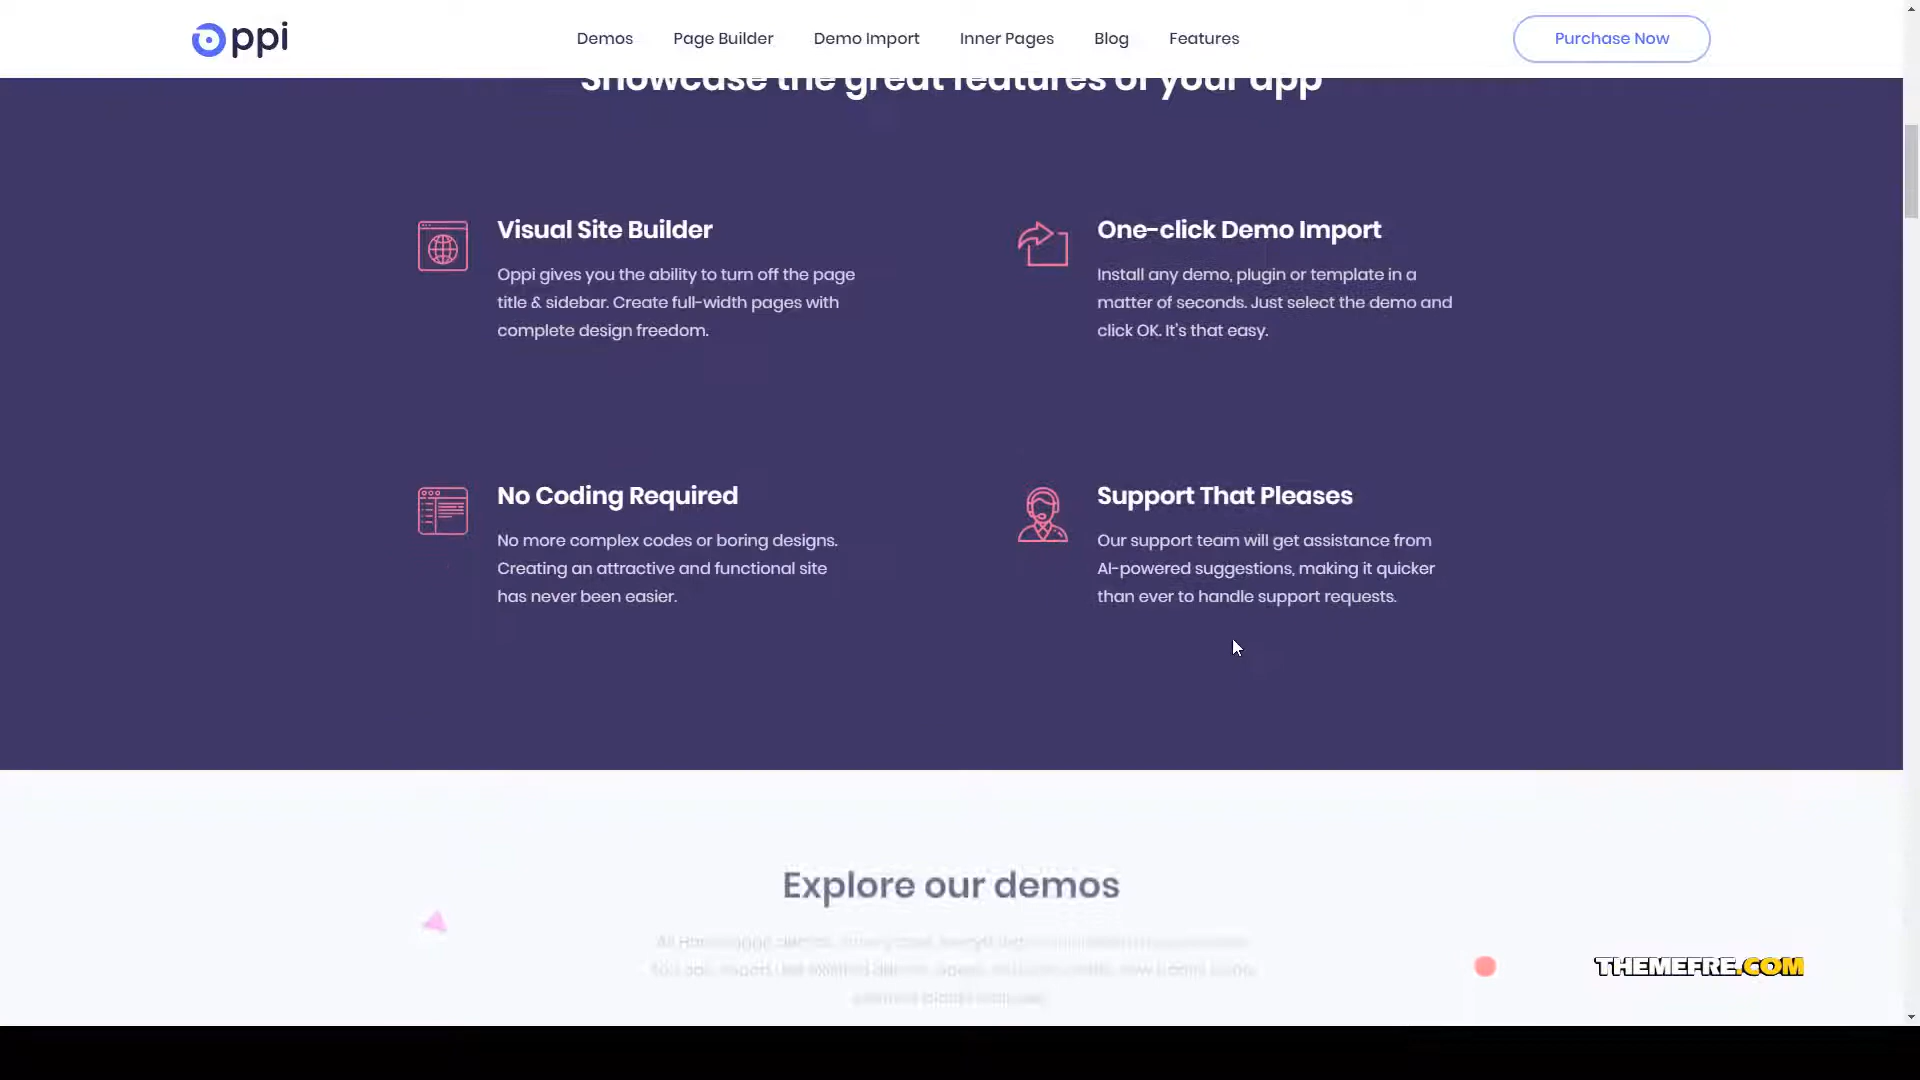 Oppi
Demos
Page Builder
Demo Import
Inner Pages
Blog
Features
Purchase Now
Showcase the great features of your app
Visual Site Builder
Oppi gives you the ability to turn off the page
title & sidebar. Create full-width pages with
complete design freedom.
One-click Demo Import
Install any demo, plugin or template in a
matter of seconds. Just select the demo and
click OK. It's that easy.
No Coding Required
No more complex codes or boring designs.
Creating an attractive and functional site
has never been easier.
Support That Pleases
Our support team will get assistance from
AI-powered suggestions, making it quicker
than ever to handle support requests.
Explore our demos
THEMEFRE.COM